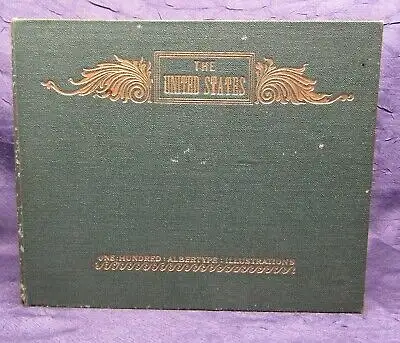 THE
UNITED STATES
ONE:HUNDRED:ALBERTYPE:ILLUSTRATIONS